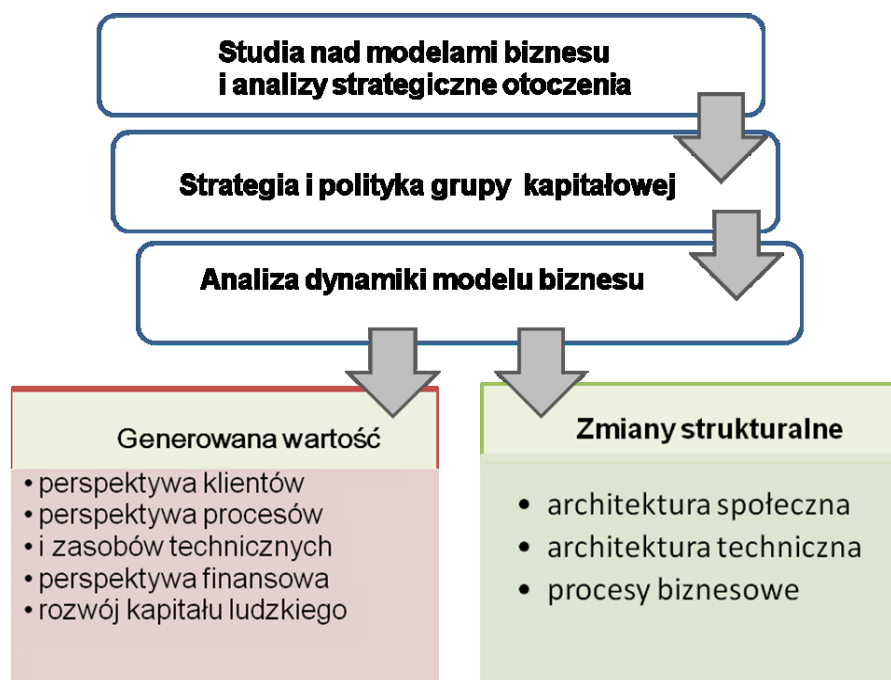 Studia nad modelami biznesu
i analizy strategiczne otoczenia
Strategia i polityka grupy kapitałowej
Analiza dynamiki modelu biznesu
Generowana wartość
• perspektywa klientów
• perspektywa procesów
• i zasobów technicznych
• perspektywa finansowa
• rozwój kapitału ludzkiego
Zmiany strukturalne
• architektura społeczna
• architektura techniczna
• procesy biznesowe